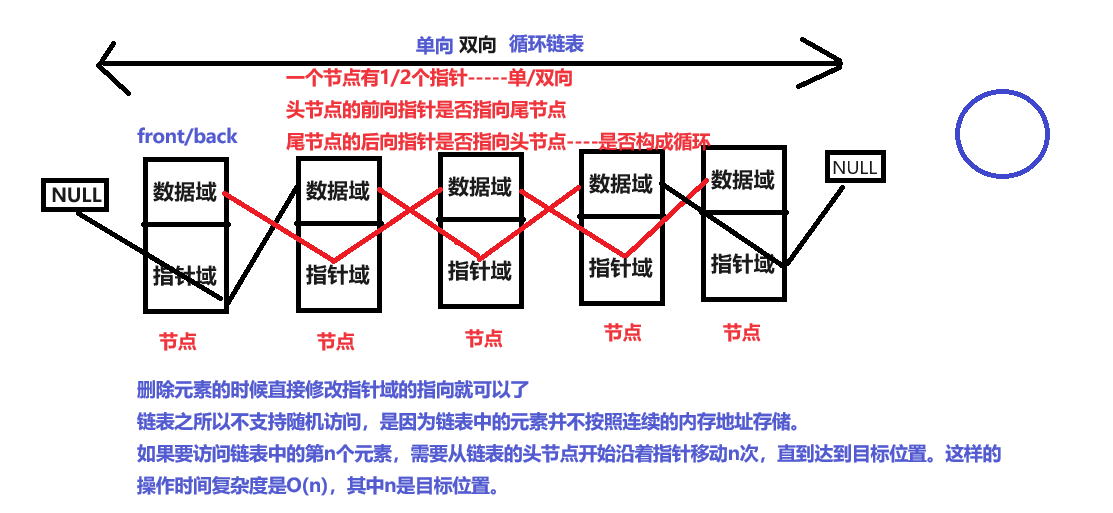 单向 双向 循环链表
一个节点有1/2个指针-----单/双向
头节点的前向指针是否指向尾节点
尾节点的后向指针是否指向头节点----是否构成循环
front/back
NULL
数据域
数据域
数据域
数据域
数据域
NULL
指针域
指针域
指针域
指针域
指针域
节点
节点
节点
节点
节点
删除元素的时候直接修改指针域的指向就可以了
链表之所以不支持随机访问，是因为链表中的元素并不按照连续的内存地址存储。
如果要访问链表中的第n个元素，需要从链表的头节点开始沿着指针移动n次，直到达到目标位置。这样的
操作时间复杂度是O(n)，其中n是目标位置。